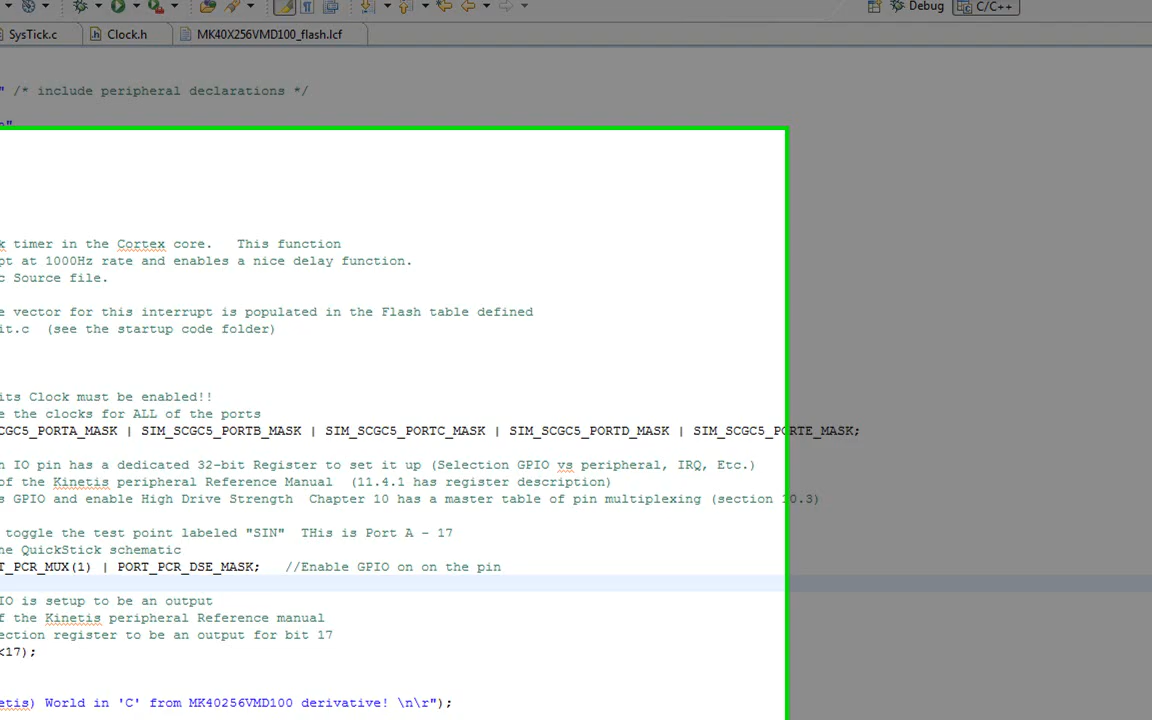 Debug
C/C++
SysTick.c
Clock.h
MK40X256VMD100_flash.lcf
" /* include peripheral declarations */
timer in the Cortex core. This function
pt at 1000Hz rate and enables a nice delay function.
c Source file.
e vector for this interrupt is populated in the Flash table defined
it.c (see the startup code folder)
its Clock must be enabled!!
e the clocks for ALL of the ports
CGC5_PORTA_MASK | SIM_SCGC5_PORTB_MASK | SIM_SCGC5_PORTC_MASK | SIM_SCGC5_PORTD_MASK | SIM_SCGC5_PORTE_MASK;
n IO pin has a dedicated 32-bit Register to set it up (Selection GPIO vs peripheral, IRQ, Etc.)
of the Kinetis peripheral Reference Manual (11.4.1 has register description)
s GPIO and enable High Drive Strength Chapter 10 has a master table of pin multiplexing (section 10.3)
toggle the test point labeled "SIN" THis is Port A - 17
he QuickStick schematic
T_PCR_MUX(1) | PORT_PCR_DSE_MASK; //Enable GPIO on on the pin
IO is setup to be an output
f the Kinetis peripheral Reference manual
ection register to be an output for bit 17
<17);
etis) World in 'C' from MK40256VMD100 derivative! \n\r");